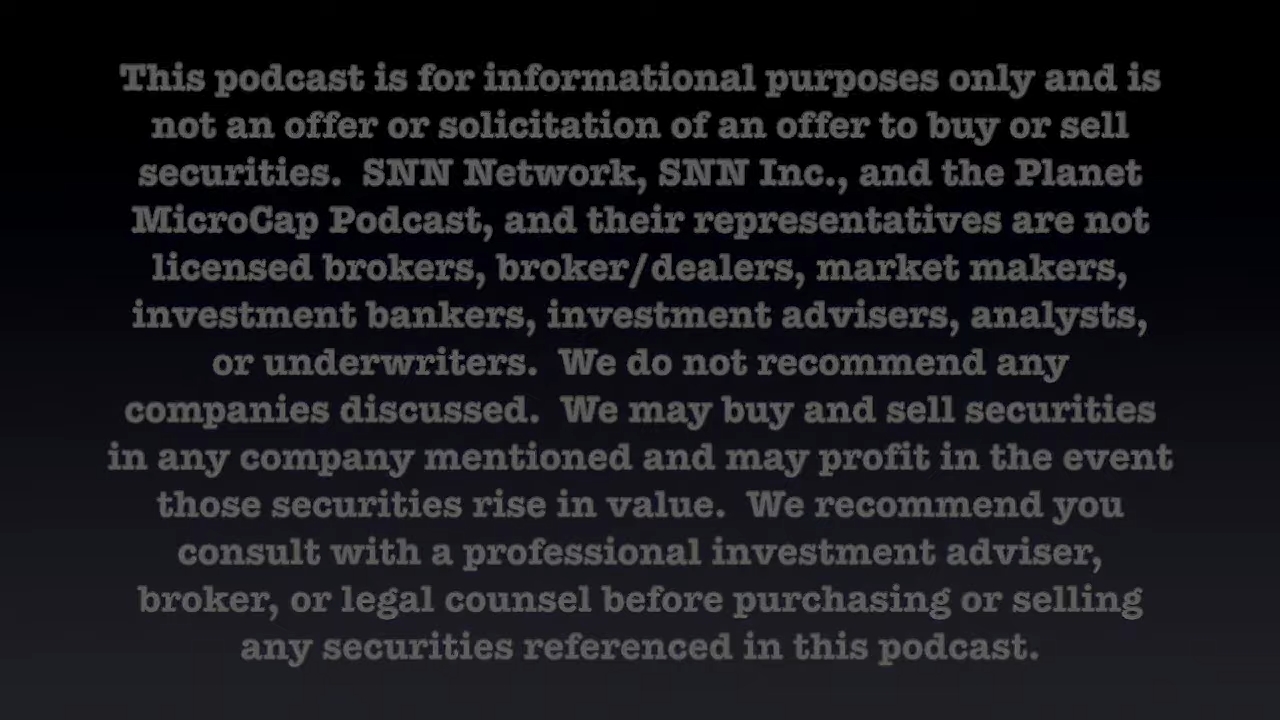 This podcast is for informational purposes only and is
not an offer or solicitation of an offer to buy or sell
securities.  SNN Network, SNN Inc., and the Planet
MicroCap Podcast, and their representatives are not
licensed brokers, broker/dealers, market makers,
investment bankers, investment advisers, analysts,
or underwriters.  We do not recommend any
companies discussed.  We may buy and sell securities
in any company mentioned and may profit in the event
those securities rise in value.  We recommend you
consult with a professional investment adviser,
broker, or legal counsel before purchasing or selling
any securities referenced in this podcast.